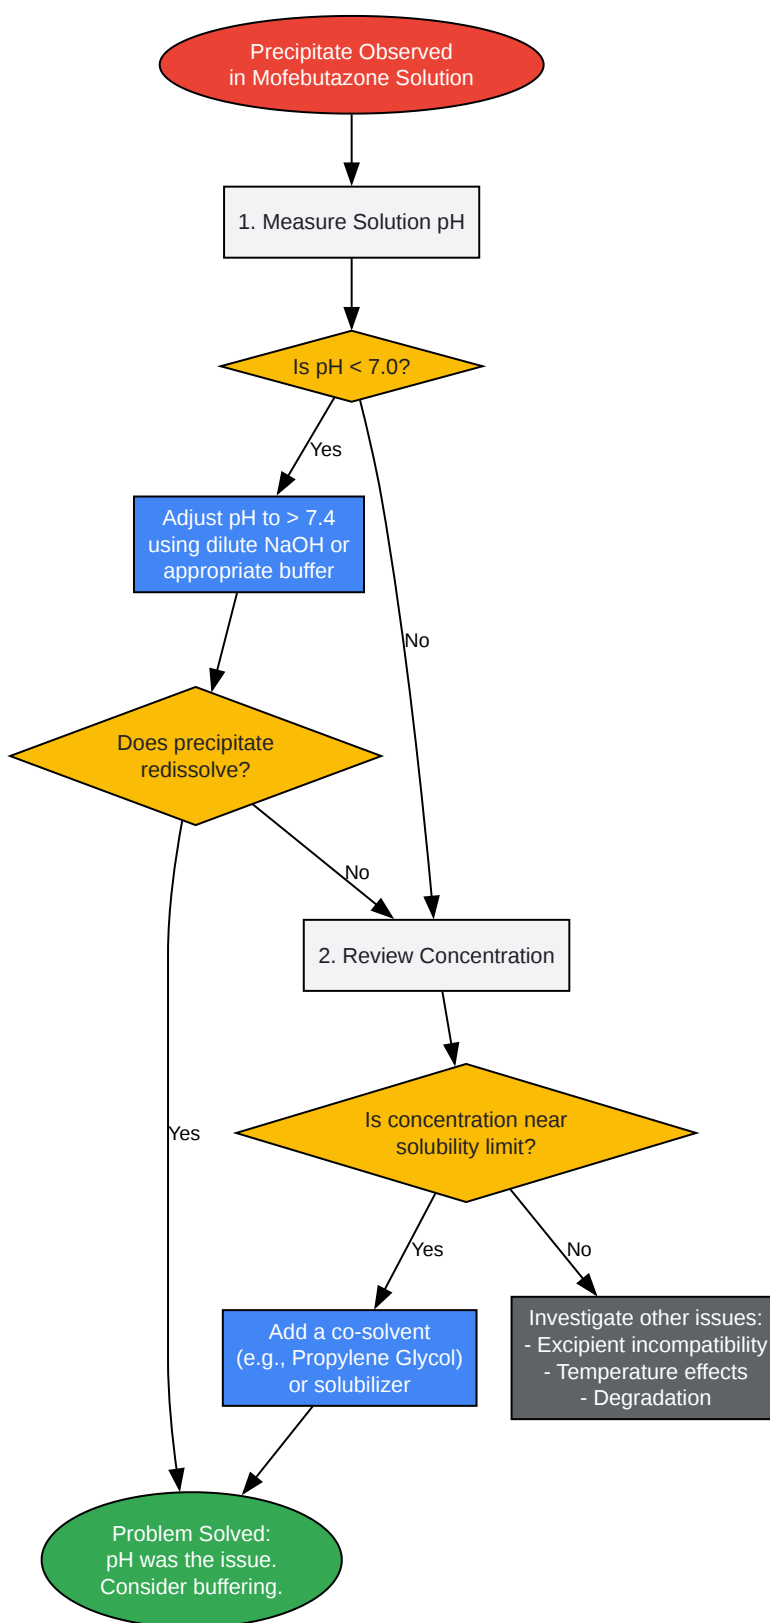 Precipitate Observed
in Mofebutazone Solution
1. Measure Solution pH
Is pH < 7.0?
Yes
Adjust pH to > 7.4
using dilute NaOH or
appropriate buffer
No
Does precipitate
redissolve?
No
2. Review Concentration
Yes
Is concentration near
solubility limit?
Yes
No
Add a co-solvent
(e.g., Propylene Glycol)
or solubilizer
Investigate other issues:
- Excipient incompatibility
- Temperature effects
- Degradation
Problem Solved:
pH was the issue.
Consider buffering.